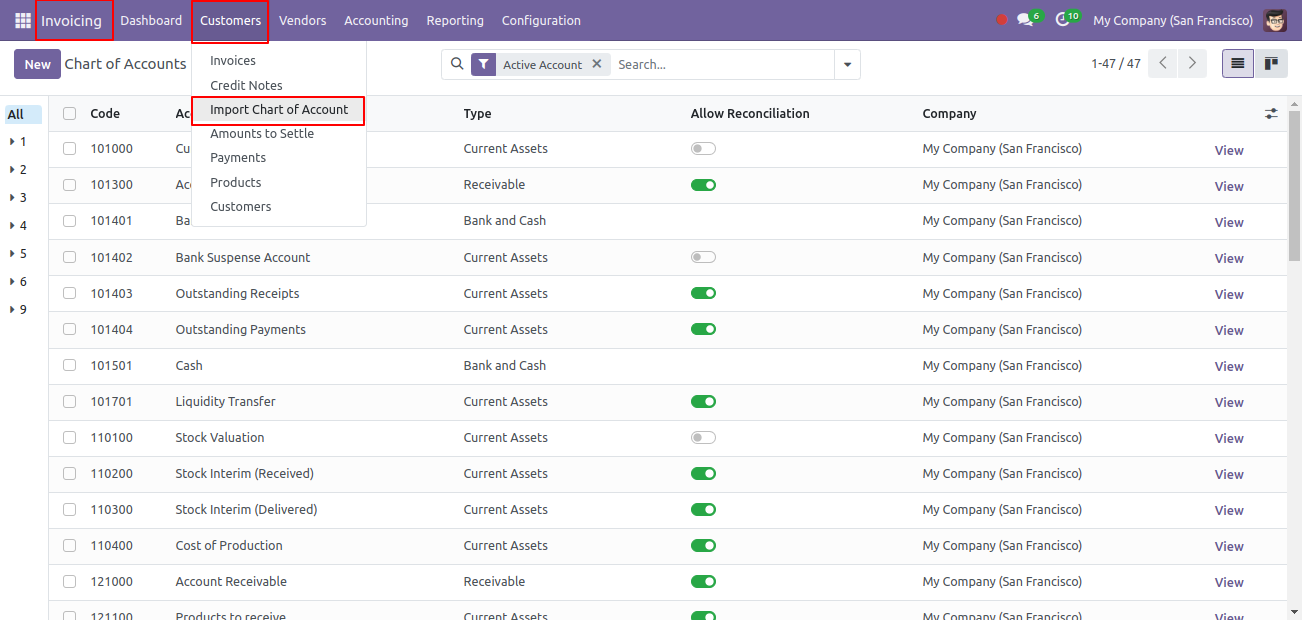 Invoicing Dashboard Customers Vendors Accounting Reporting Configuration 6 10 My Company (San Francisco)
New Chart of Accounts Active Account Search... 1-47 / 47
Invoices
Credit Notes
Import Chart of Account
Amounts to Settle
Payments
Products
Customers
All
1
2
3
4
5
6
9
Code Type Allow Reconciliation Company
101000 Current Assets My Company (San Francisco) View
101300 Receivable My Company (San Francisco) View
101401 Bank and Cash My Company (San Francisco) View
101402 Bank Suspense Account Current Assets My Company (San Francisco) View
101403 Outstanding Receipts Current Assets My Company (San Francisco) View
101404 Outstanding Payments Current Assets My Company (San Francisco) View
101501 Cash Bank and Cash My Company (San Francisco) View
101701 Liquidity Transfer Current Assets My Company (San Francisco) View
110100 Stock Valuation Current Assets My Company (San Francisco) View
110200 Stock Interim (Received) Current Assets My Company (San Francisco) View
110300 Stock Interim (Delivered) Current Assets My Company (San Francisco) View
110400 Cost of Production Current Assets My Company (San Francisco) View
121000 Account Receivable Receivable My Company (San Francisco) View
121100 Products to receive Current Assets My Company (San Francisco) View